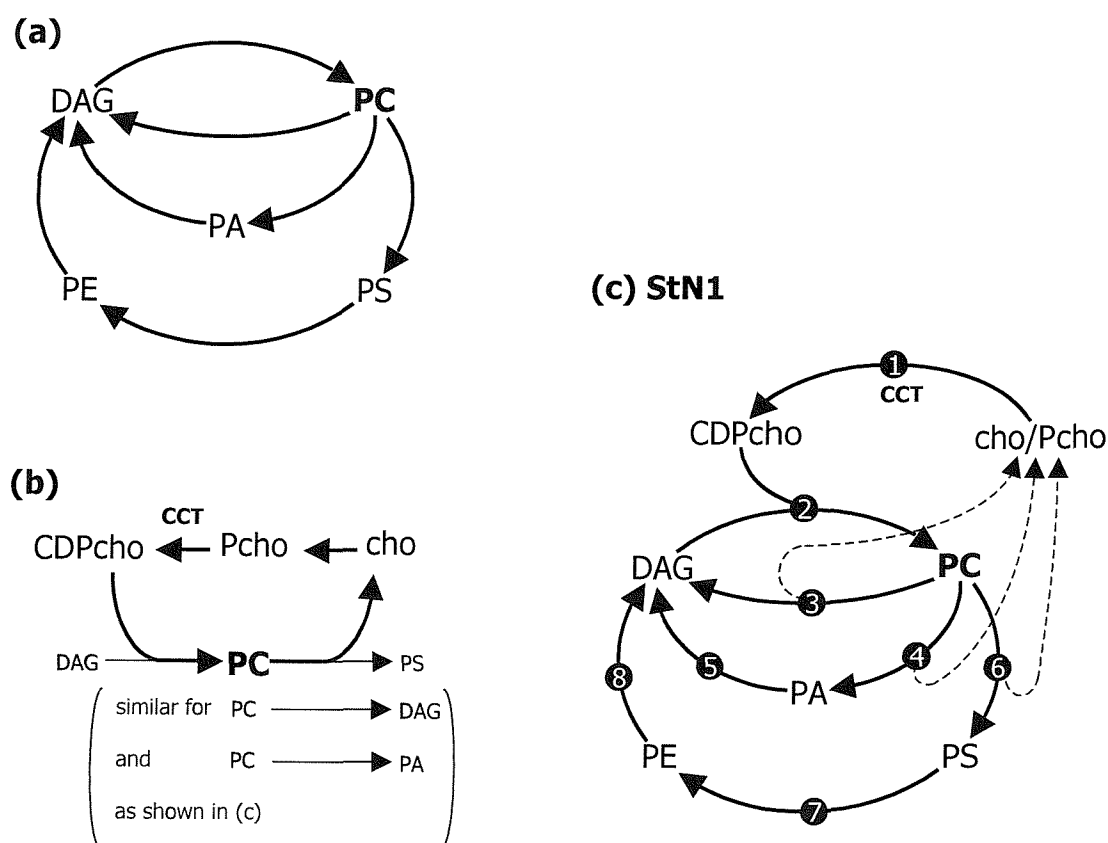 (a)
DAG PC
PA
PE PS
(b)
CCT
CDPcho Pcho cho
DAG PC PS
similar for PC DAG
and PC PA
as shown in (c)
(c) StN1
1
CCT
CDPcho cho/Pcho
2
DAG PC
3
5 4
8 6
PA
PE PS
7